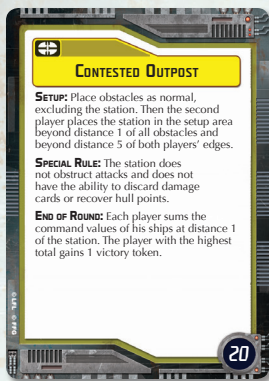 CONTESTED OUTPOST
SETUP: Place obstacles as normal,
excluding the station. Then the second
player places the station in the setup area
beyond distance 1 of all obstacles and
beyond distance 5 of both players' edges.
SPECIAL RULE: The station does
not obstruct attacks and does not
have the ability to discard damage
cards or recover hull points.
END OF ROUND: Each player sums the
command values of his ships at distance 1
of the station. The player with the highest
total gains 1 victory token.
© LFL © FFG
20